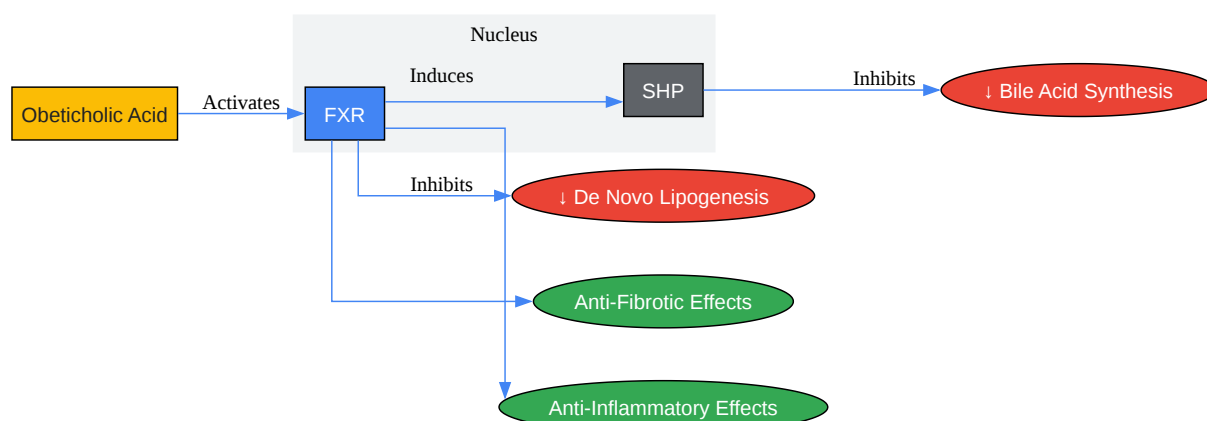 Nucleus
Induces
Inhibits
SHP
↓ Bile Acid Synthesis
Activates
Obeticholic Acid
FXR
Inhibits
↓ De Novo Lipogenesis
Anti-Fibrotic Effects
Anti-Inflammatory Effects